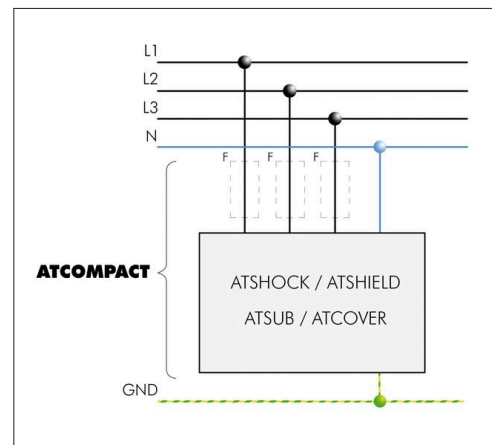 L1
L2
L3
N
F F F
ATCOMPACT
ATSHOCK / ATSHIELD
ATSUB / ATCOVER
GND